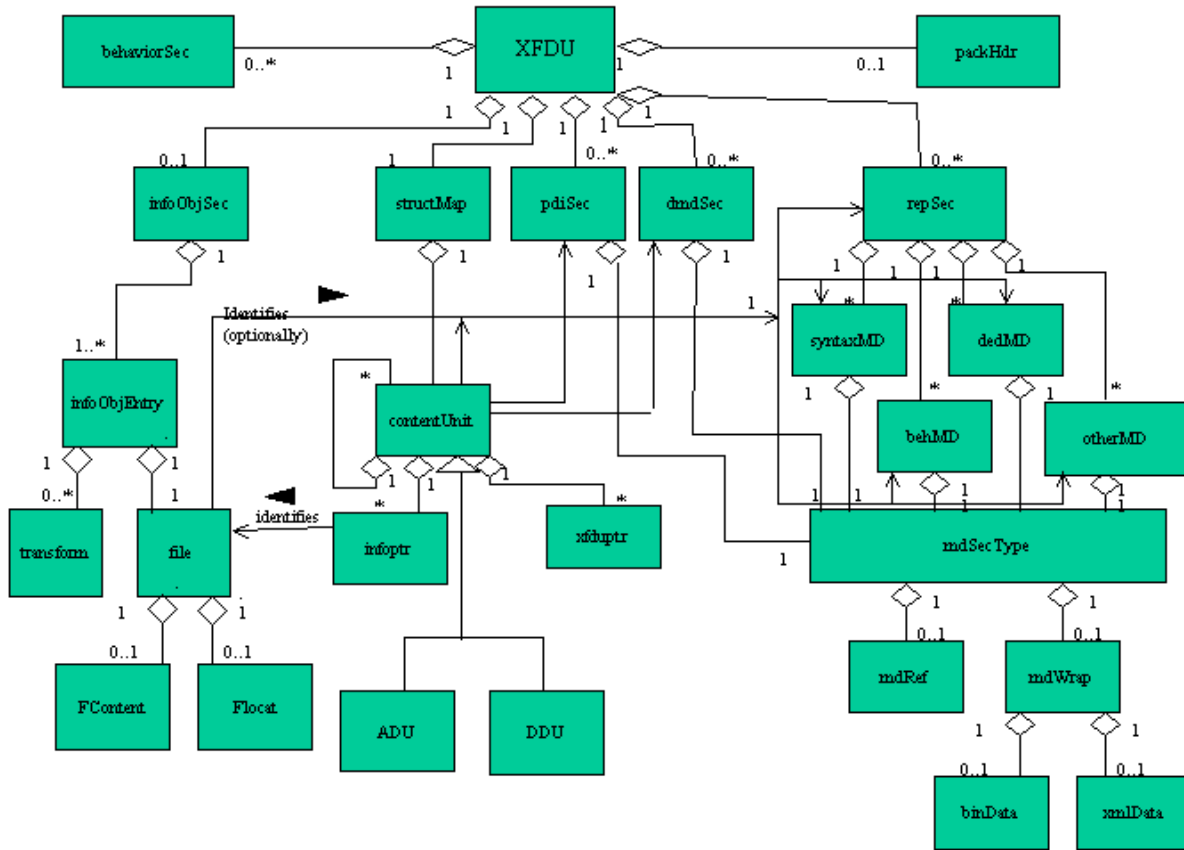 behaviorSec
0..*
1
XFDU
1
0..1
packHdr
1
1
1
1
1
0..1
1
0..*
0..*
0..*
infoObjSec
structMap
pdiSec
dmdSec
repSec
1
1
1
1
1
1
1
1
Identifies
(optionally)
1
*
*
syntaxMD
dedMD
1..*
infoObjEntry
*
contentUnit
1
1
*
behMD
*
otherMD
1
1
1
1
1
0..*
1
*
*
identifies
1
1
1
1
1
1
1
transform
file
infoptr
xfduptr
1
mdSecType
1
1
1
1
0..1
0..1
0..1
0..1
FContent
Flocat
mdRef
mdWrap
ADU
DDU
1
1
0..1
0..1
binData
xmlData